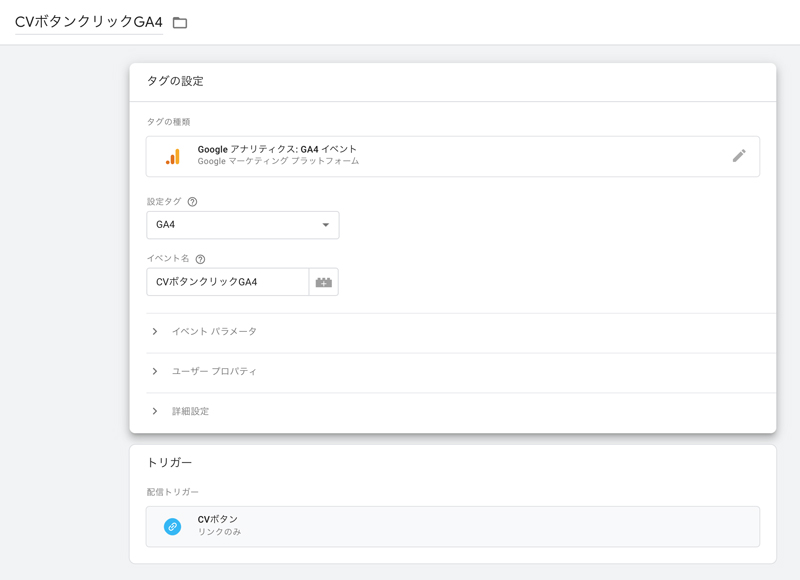 CVボタンクリックGA4
タグの設定
タグの種類
Google アナリティクス: GA4 イベント
Google マーケティング プラットフォーム
設定タグ
GA4
イベント名
CVボタンクリックGA4
イベント パラメータ
ユーザー プロパティ
詳細設定
トリガー
配信トリガー
CVボタン
リンクのみ